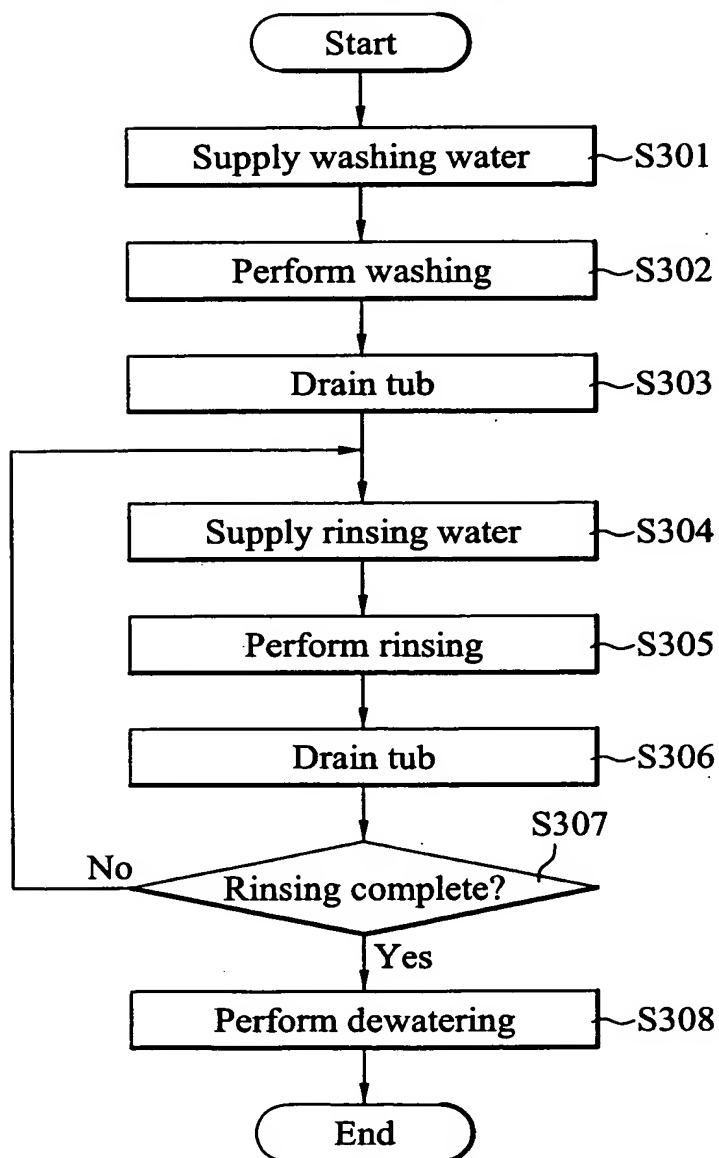 Start
Supply washing water S301
Perform washing S302
Drain tub S303
Supply rinsing water S304
Perform rinsing S305
Drain tub S306
S307
No Rinsing complete?
Yes
Perform dewatering S308
End